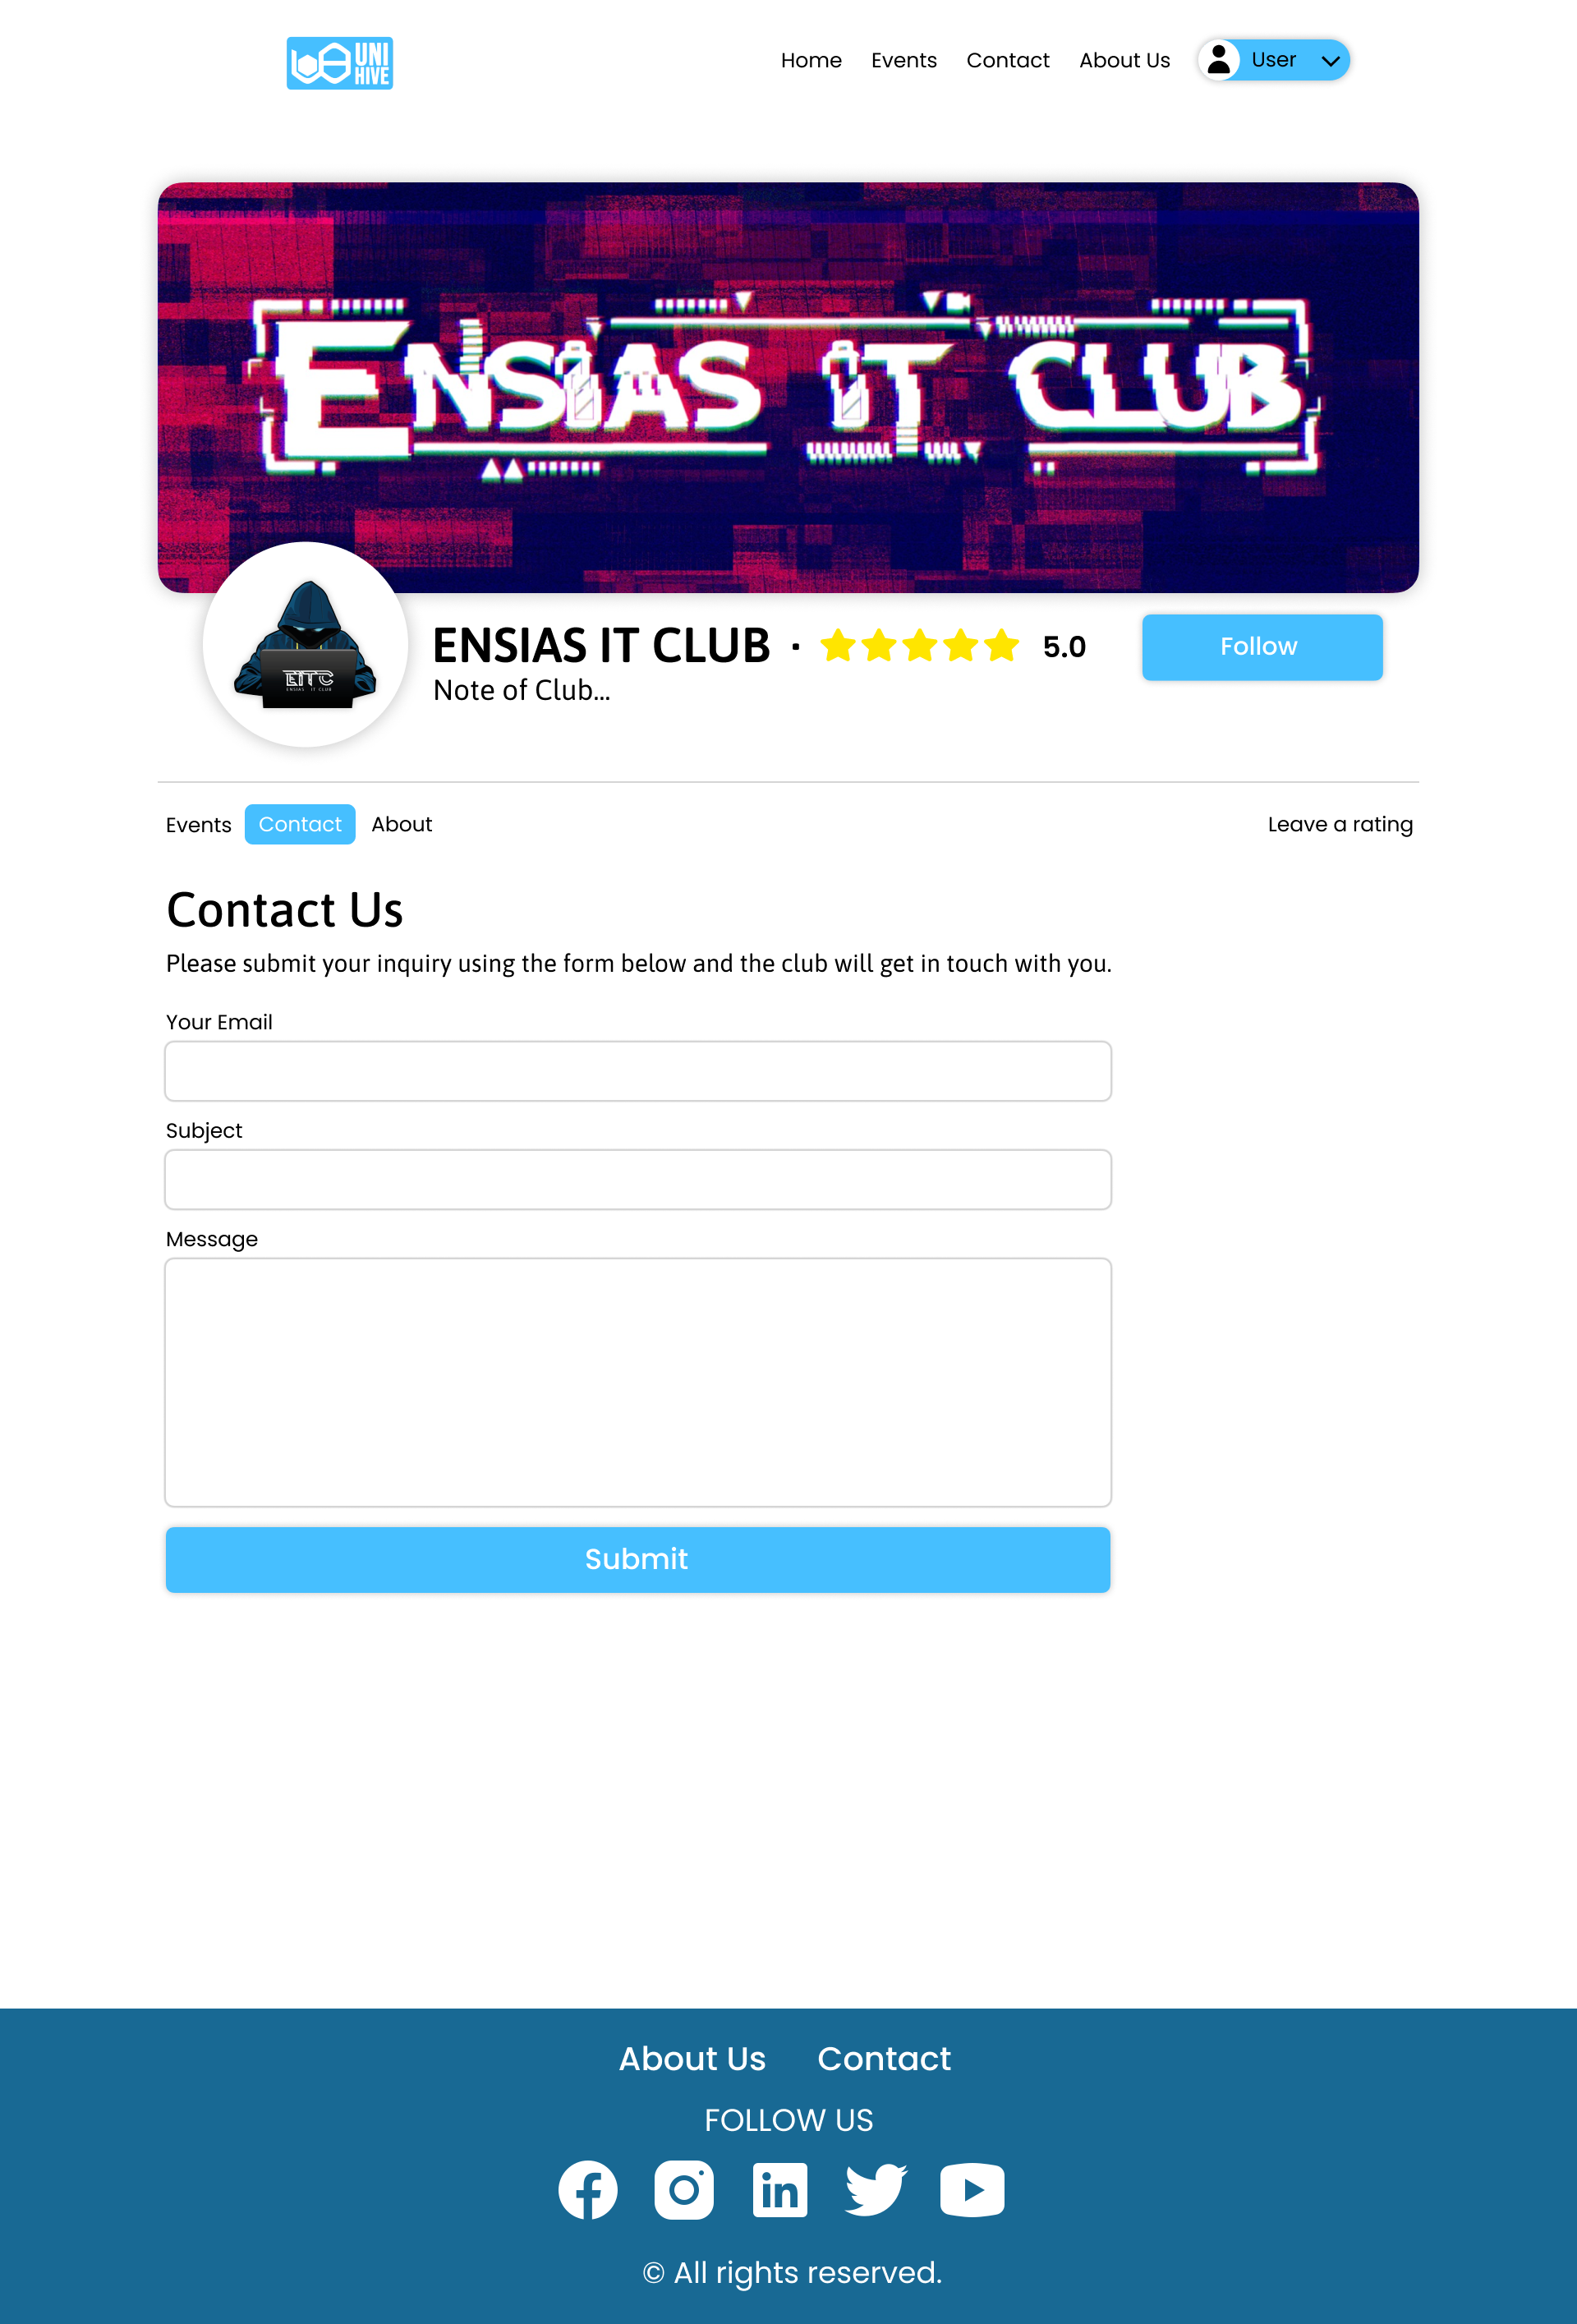 UNI
HIVE
Home Events Contact About Us User
ENSIAS IT CLUB
EITC
ENSIAS IT CLUB
ENSIAS IT CLUB · 5.0 Follow
Note of Club...
Events Contact About Leave a rating
Contact Us
Please submit your inquiry using the form below and the club will get in touch with you.
Your Email
Subject
Message
Submit
About Us Contact
FOLLOW US
in
© All rights reserved.